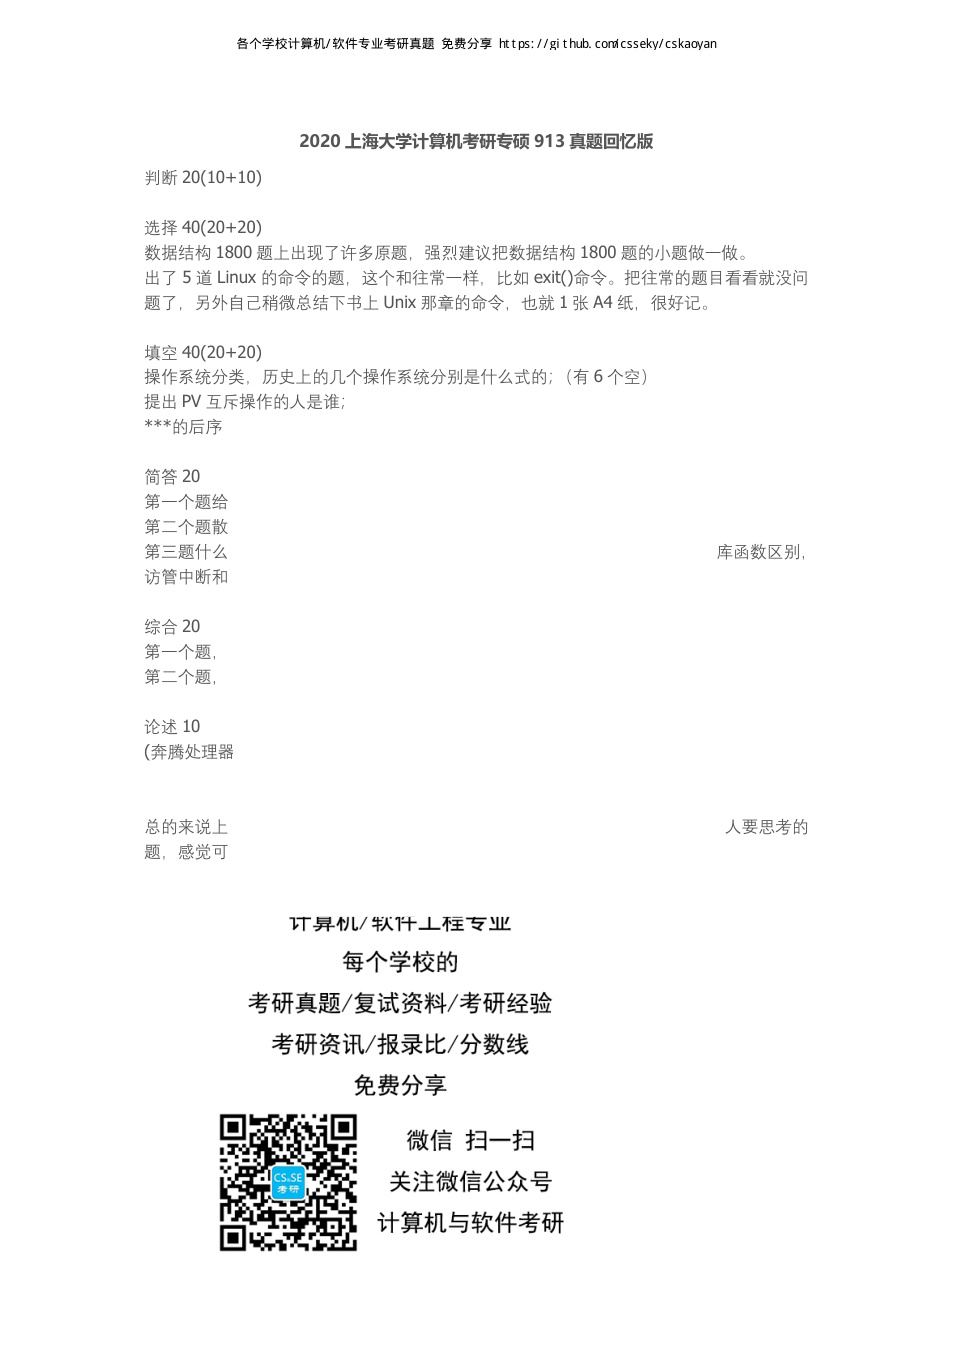 各个学校计算机/软件专业考研真题 免费分享 https://github.com/csseky/cskaoyan
2020 上海大学计算机考研专硕 913 真题回忆版
判断 20(10+10)
选择 40(20+20)
数据结构 1800 题上出现了许多原题，强烈建议把数据结构 1800 题的小题做一做。
出了 5 道 Linux 的命令的题，这个和往常一样，比如 exit()命令。把往常的题目看看就没问
题了，另外自己稍微总结下书上 Unix 那章的命令，也就 1 张 A4 纸，很好记。
填空 40(20+20)
操作系统分类，历史上的几个操作系统分别是什么式的；（有 6 个空）
提出 PV 互斥操作的人是谁；
***的后序
简答 20
第一个题给
第二个题散
第三题什么 库函数区别，
访管中断和
综合 20
第一个题，
第二个题，
论述 10
(奔腾处理器
总的来说上 人要思考的
题，感觉可
计算机/软件工程专业
每个学校的
考研真题/复试资料/考研经验
考研资讯/报录比/分数线
免费分享
CS&SE
考研
微信 扫一扫
关注微信公众号
计算机与软件考研